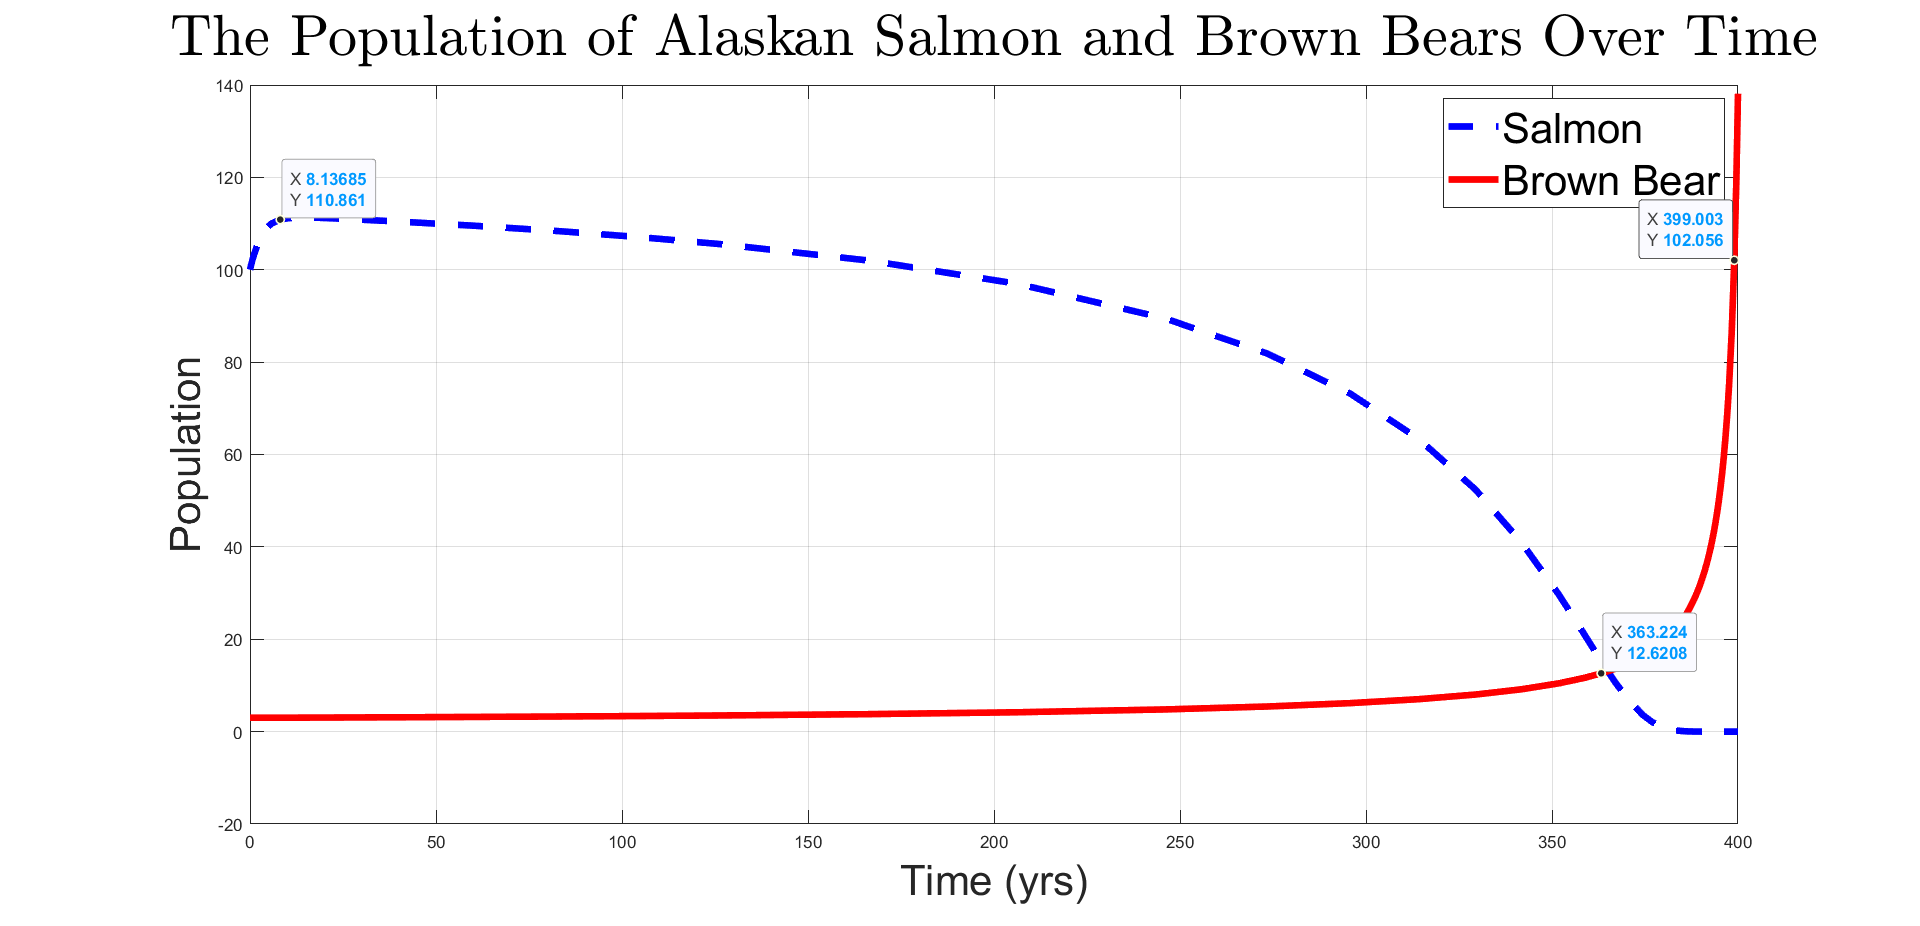 The Population of Alaskan Salmon and Brown Bears Over Time
140
120
100
80
60
40
20
0
-20
Population
X 8.13685
Y 110.861
Salmon
Brown Bear
X 399.003
Y 102.056
X 363.224
Y 12.6208
0 50 100 150 200 250 300 350 400
Time (yrs)